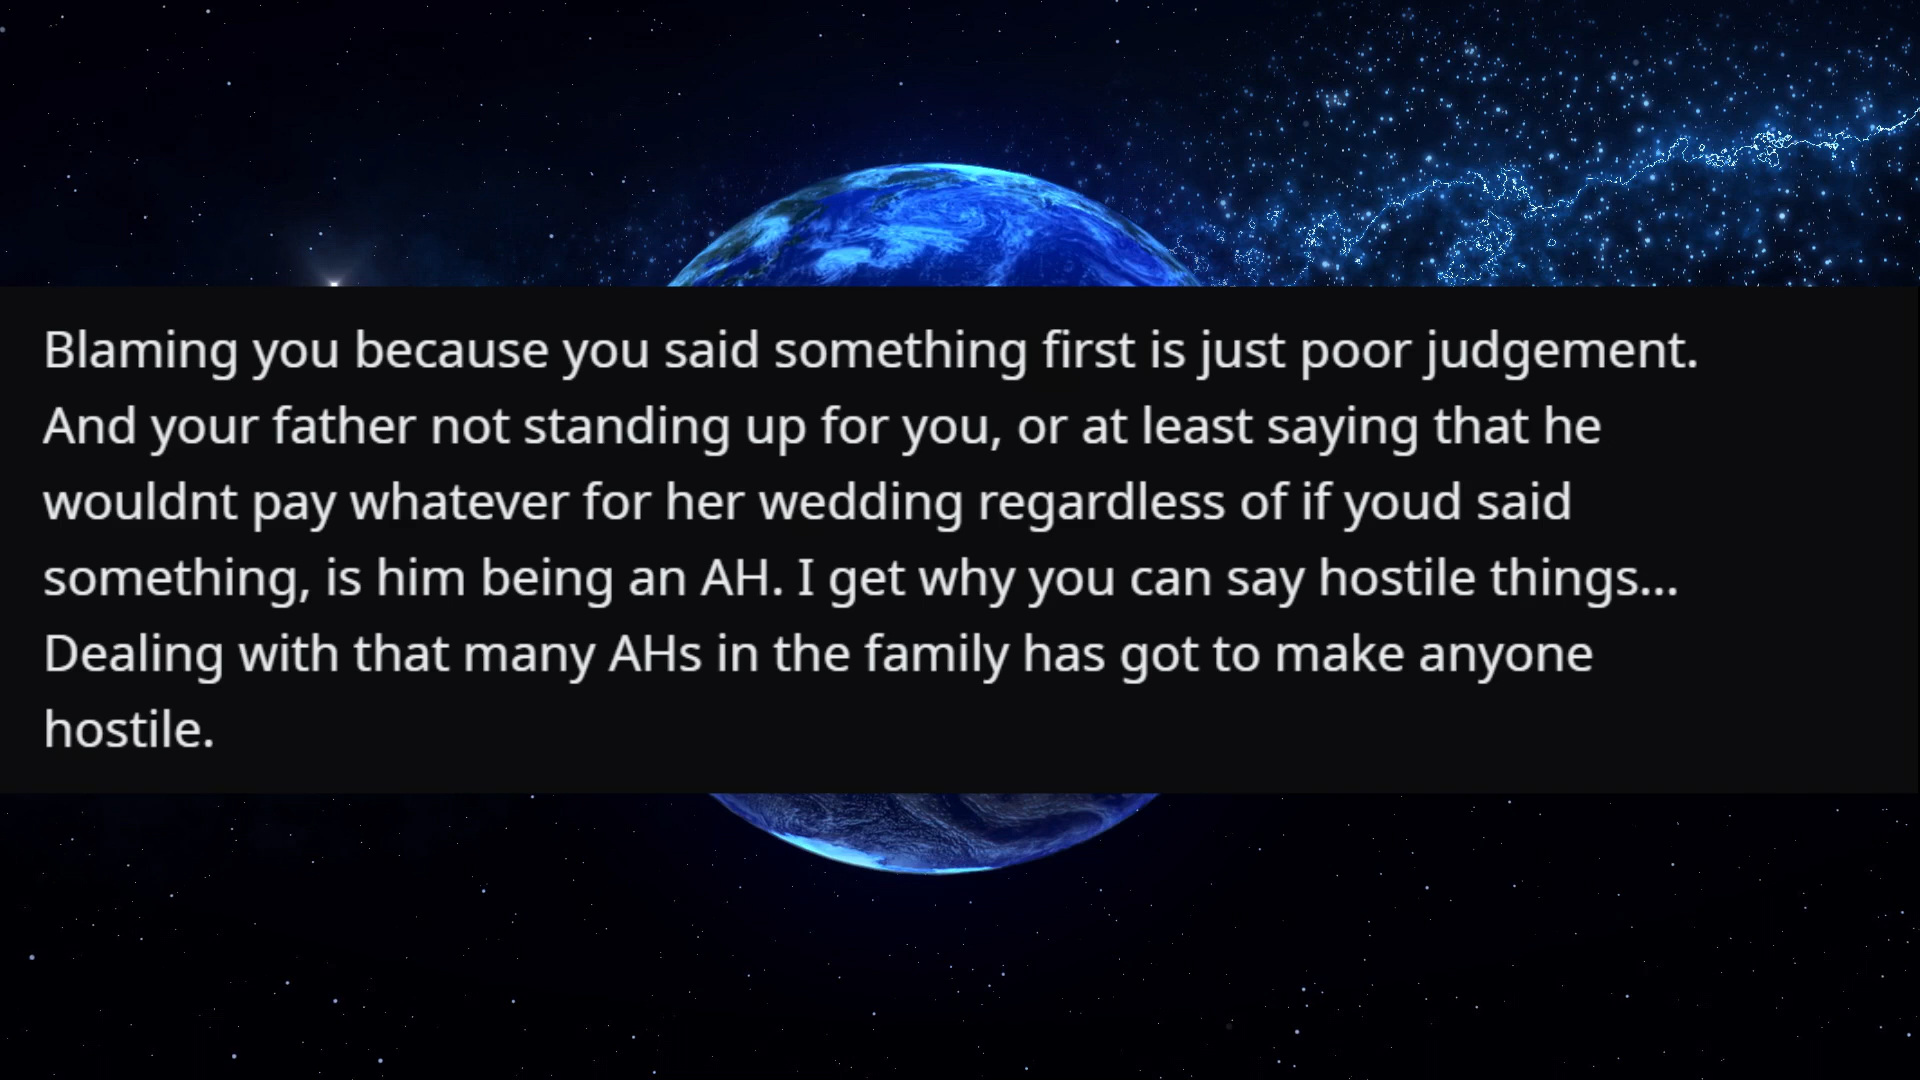 Blaming you because you said something first is just poor judgement.
And your father not standing up for you, or at least saying that he
wouldnt pay whatever for her wedding regardless of if youd said
something, is him being an AH. I get why you can say hostile things...
Dealing with that many AHs in the family has got to make anyone
hostile.